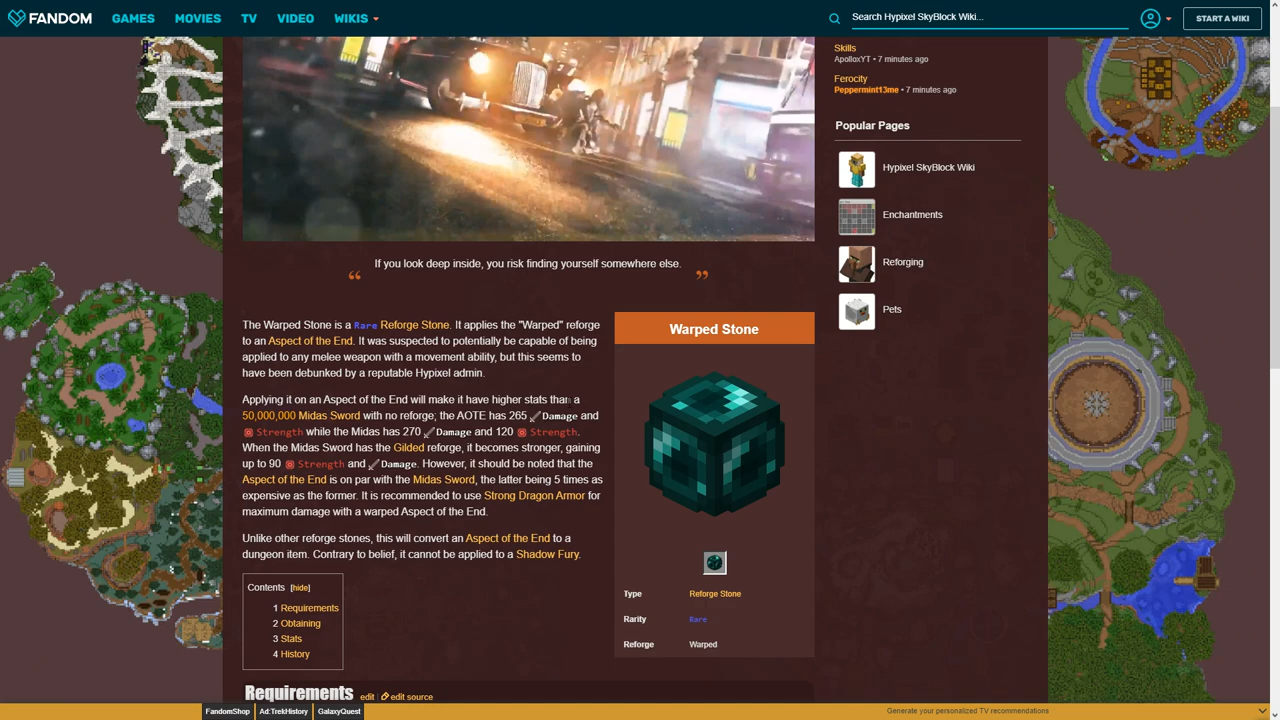 FANDOM GAMES MOVIES TV VIDEO WIKIS Search Hypixel SkyBlock Wiki... START A WIKI
Skills
ApolloxYT • 7 minutes ago
Ferocity
Peppermint13me • 7 minutes ago
Popular Pages
Hypixel SkyBlock Wiki
Enchantments
Reforging
Pets
“ If you look deep inside, you risk finding yourself somewhere else. ”
The Warped Stone is a Rare Reforge Stone. It applies the "Warped" reforge
to an Aspect of the End. It was suspected to potentially be capable of being
applied to any melee weapon with a movement ability, but this seems to
have been debunked by a reputable Hypixel admin.
Applying it on an Aspect of the End will make it have higher stats than a
50,000,000 Midas Sword with no reforge; the AOTE has 265 Damage and
Strength while the Midas has 270 Damage and 120 Strength.
When the Midas Sword has the Gilded reforge, it becomes stronger, gaining
up to 90 Strength and Damage. However, it should be noted that the
Aspect of the End is on par with the Midas Sword, the latter being 5 times as
expensive as the former. It is recommended to use Strong Dragon Armor for
maximum damage with a warped Aspect of the End.
Unlike other reforge stones, this will convert an Aspect of the End to a
dungeon item. Contrary to belief, it cannot be applied to a Shadow Fury.
Warped Stone
Type Reforge Stone
Rarity Rare
Reforge Warped
Contents [hide]
1 Requirements
2 Obtaining
3 Stats
4 History
Requirements edit edit source
FandomShop Ad:TrekHistory GalaxyQuest Generate your personalized TV recommendations